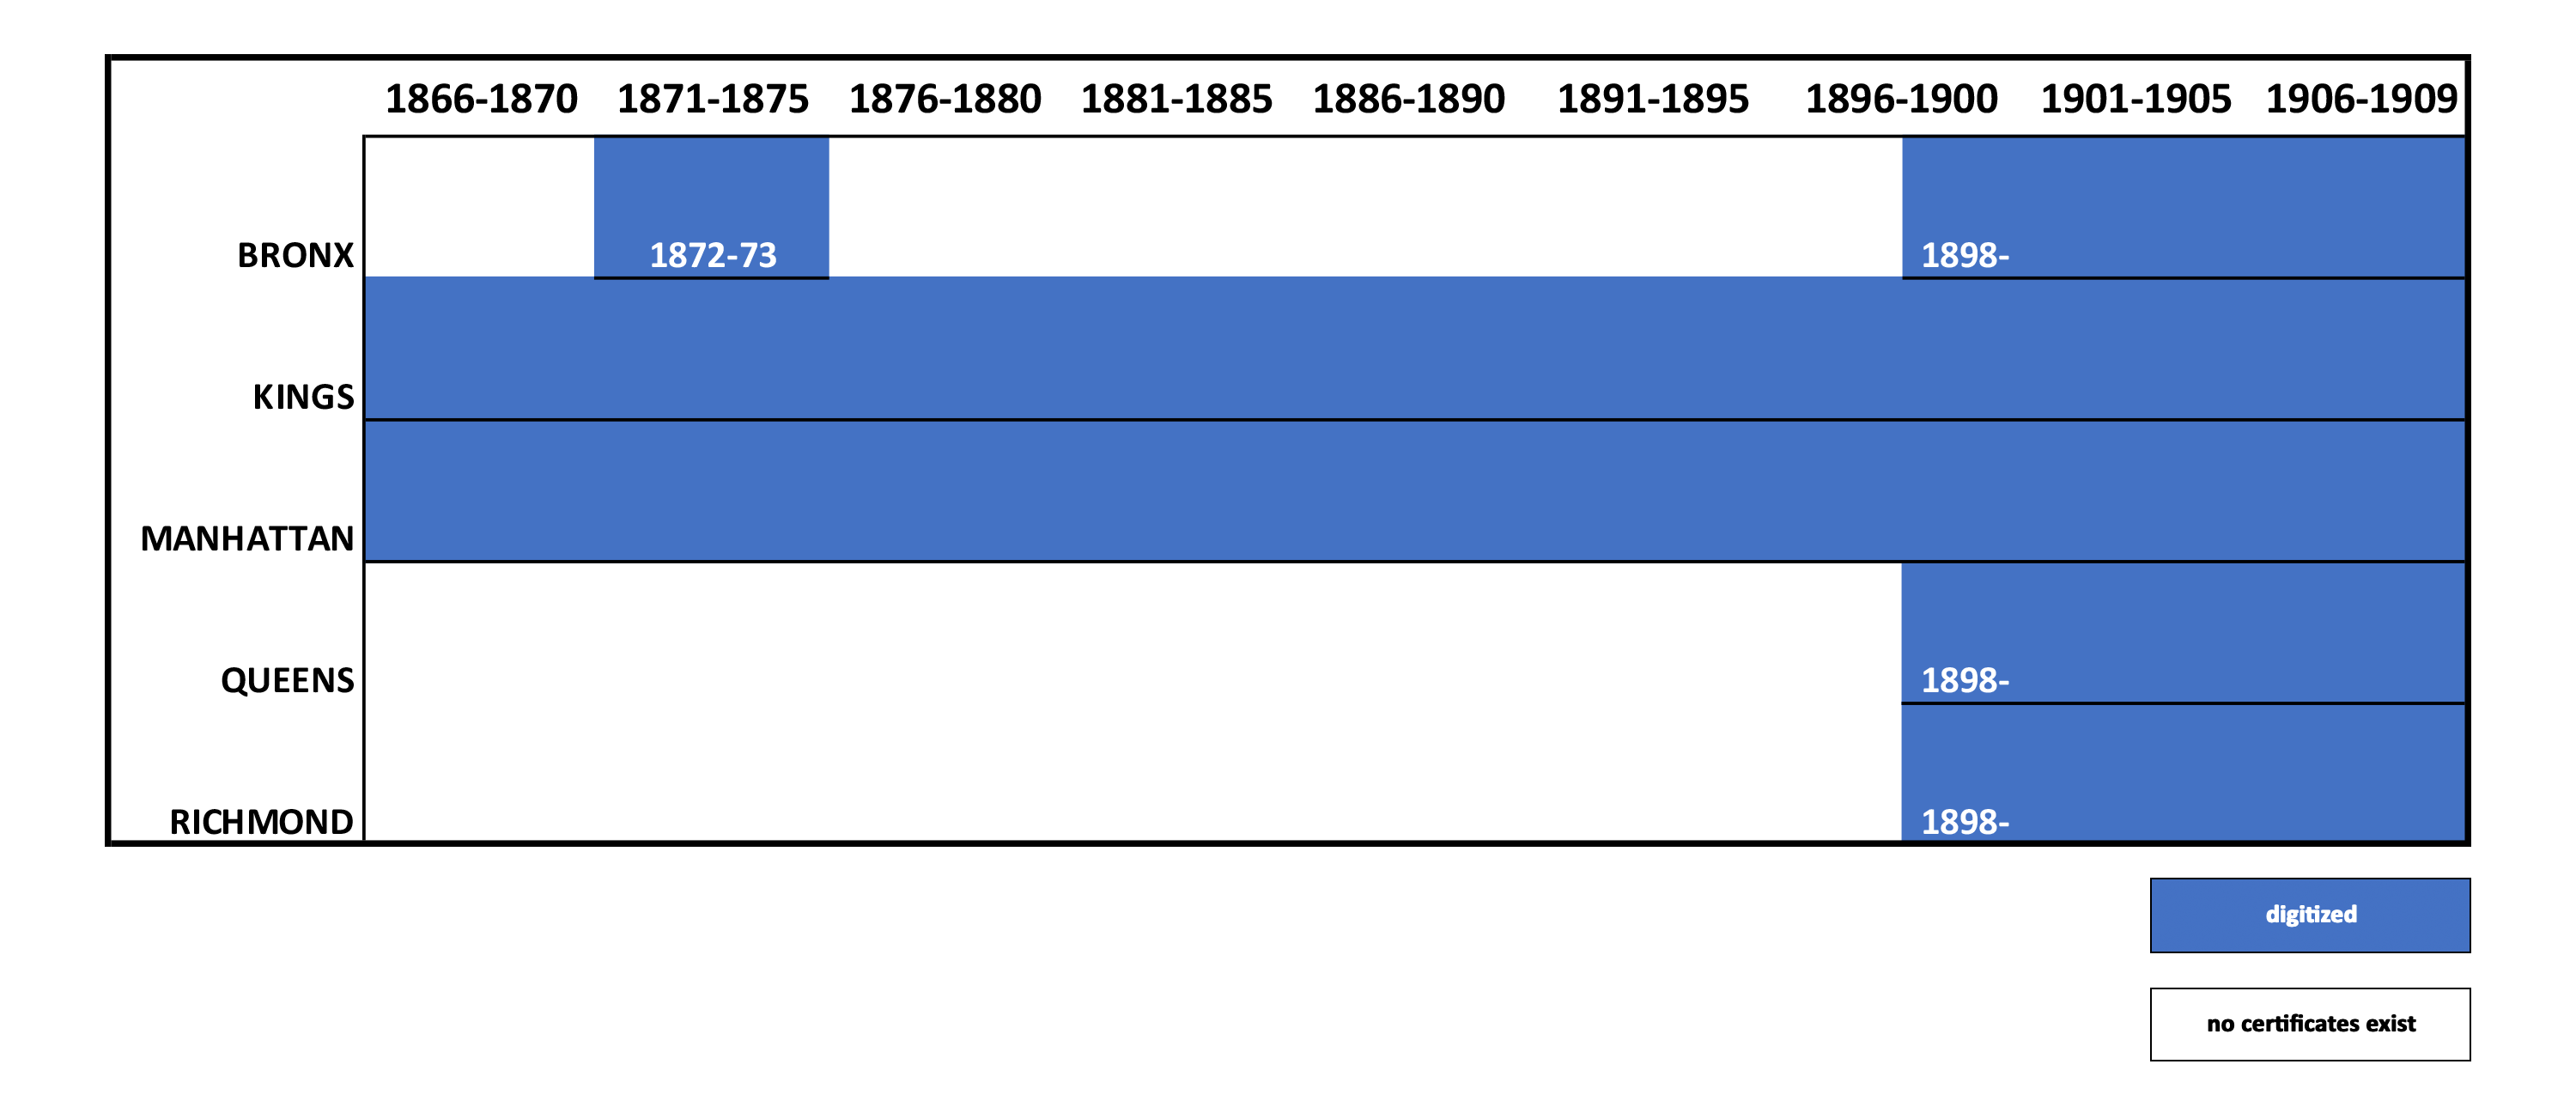 1866-1870 1871-1875 1876-1880 1881-1885 1886-1890 1891-1895 1896-1900 1901-1905 1906-1909
BRONX 1872-73 1898-
KINGS
MANHATTAN
QUEENS 1898-
RICHMOND 1898-
digitized
no certificates exist